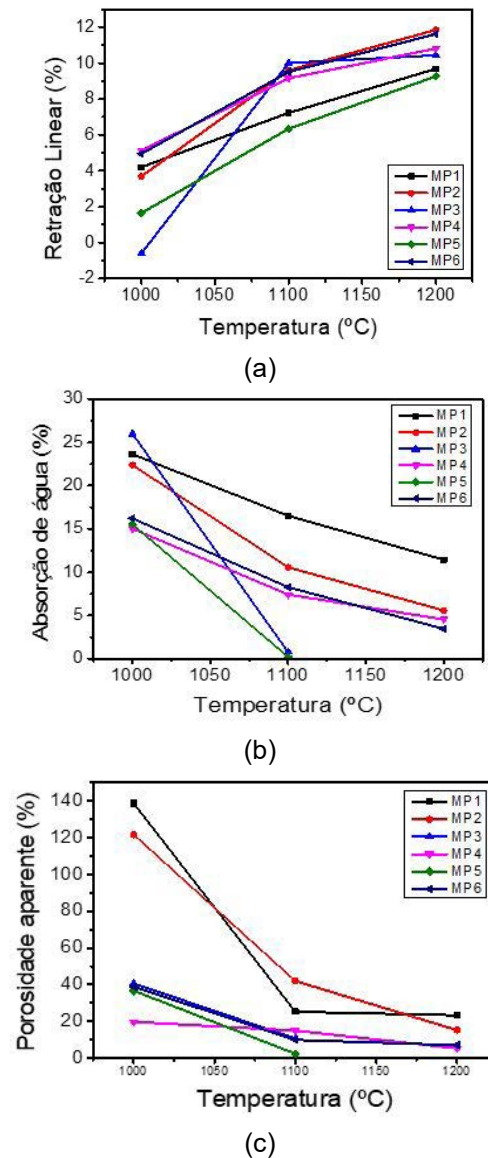 12
10
8
6
4
2
0
-2
Retração Linear (%)
MP1
MP2
MP3
MP4
MP5
MP6
1000 1050 1100 1150 1200
Temperatura (ºC)
(a)
30
25
20
15
10
5
0
Absorção de água (%)
MP1
MP2
MP3
MP4
MP5
MP6
1000 1050 1100 1150 1200
Temperatura (ºC)
(b)
140
120
100
80
60
40
20
0
Porosidade aparente (%)
MP1
MP2
MP3
MP4
MP5
MP6
1000 1050 1100 1150 1200
Temperatura (ºC)
(c)